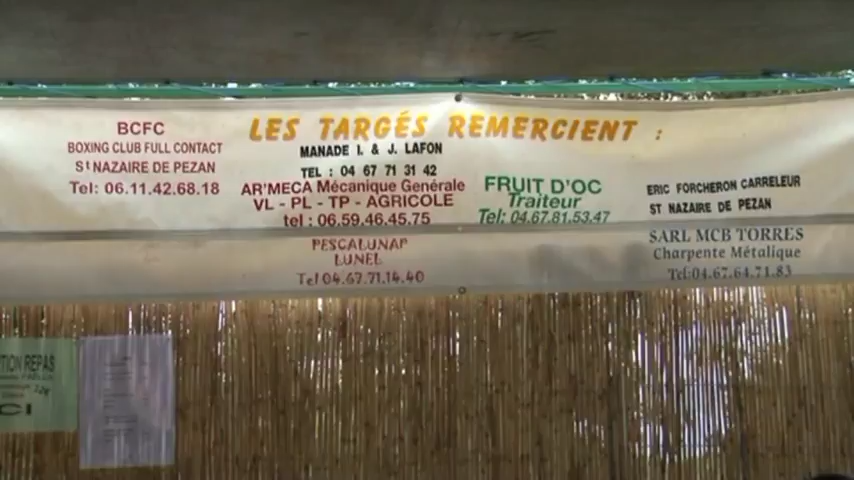 LES TARGÉS REMERCIENT :
BCFC
BOXING CLUB FULL CONTACT
St NAZAIRE DE PEZAN
Tel: 06.11.42.68.18
MANADE I. & J. LAFON
TEL : 04 67 71 31 42
AR'MECA Mécanique Genérale
VL - PL - TP - AGRICOLE
tel : 06.59.46.45.75
PESCALUNAP
LUNEL
Tel 04.67.71.14.40
FRUIT D'OC
Traiteur
Tel: 04.67.81.53.47
ERIC FORCHERON CARRELEUR
ST NAZAIRE DE PEZAN
SARL MCB TORRES
Charpente Métalique
Tel:04.67.64.71.83
TION REPAS
CI